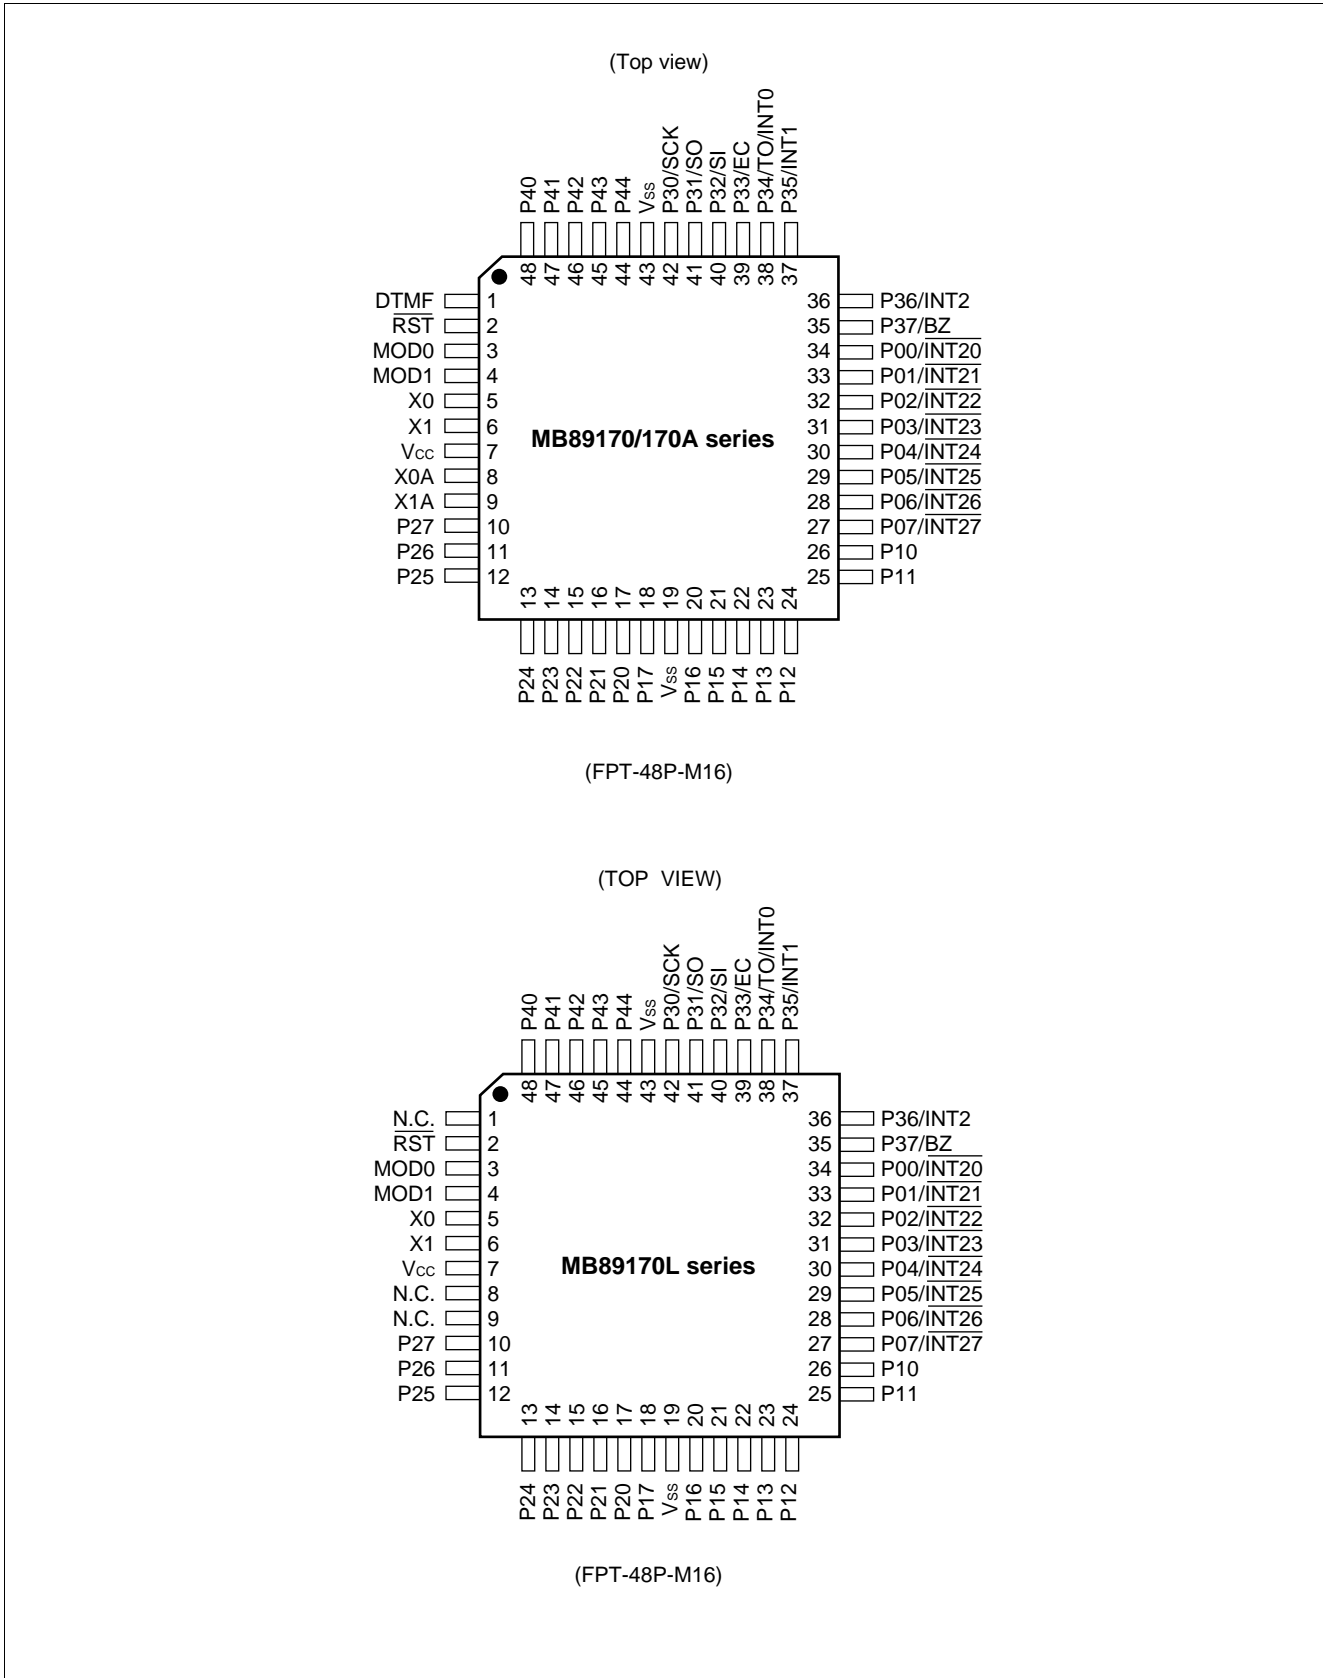 (Top view)
P40
P41
P42
P43
P44
Vss
P30/SCK
P31/SO
P32/SI
P33/EC
P34/TO/INT0
P35/INT1
48
47
46
45
44
43
42
41
40
39
38
37
DTMF 1
RST 2
MOD0 3
MOD1 4
X0 5
X1 6
Vcc 7
X0A 8
X1A 9
P27 10
P26 11
P25 12
MB89170/170A series
36 P36/INT2
35 P37/BZ
34 P00/INT20
33 P01/INT21
32 P02/INT22
31 P03/INT23
30 P04/INT24
29 P05/INT25
28 P06/INT26
27 P07/INT27
26 P10
25 P11
13
14
15
16
17
18
19
20
21
22
23
24
P24
P23
P22
P21
P20
P17
Vss
P16
P15
P14
P13
P12
(FPT-48P-M16)
(TOP VIEW)
P40
P41
P42
P43
P44
Vss
P30/SCK
P31/SO
P32/SI
P33/EC
P34/TO/INT0
P35/INT1
48
47
46
45
44
43
42
41
40
39
38
37
N.C. 1
RST 2
MOD0 3
MOD1 4
X0 5
X1 6
Vcc 7
N.C. 8
N.C. 9
P27 10
P26 11
P25 12
MB89170L series
36 P36/INT2
35 P37/BZ
34 P00/INT20
33 P01/INT21
32 P02/INT22
31 P03/INT23
30 P04/INT24
29 P05/INT25
28 P06/INT26
27 P07/INT27
26 P10
25 P11
13
14
15
16
17
18
19
20
21
22
23
24
P24
P23
P22
P21
P20
P17
Vss
P16
P15
P14
P13
P12
(FPT-48P-M16)